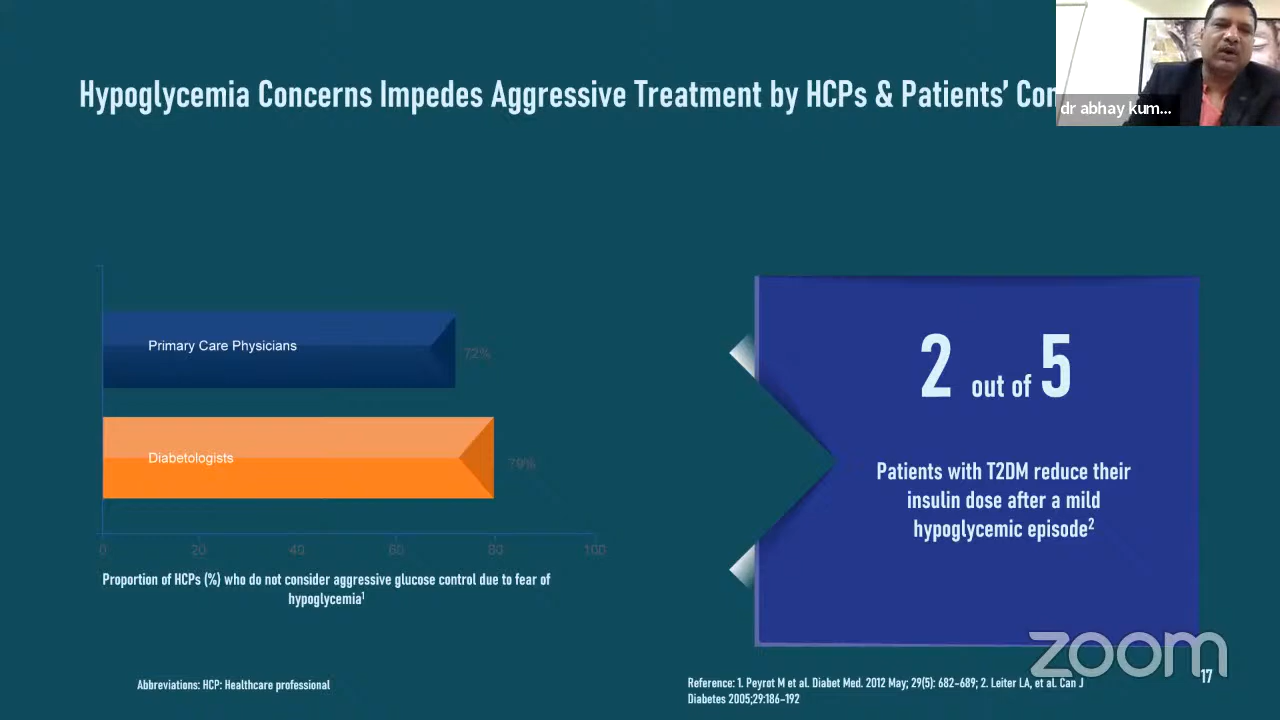 Hypoglycemia Concerns Impedes Aggressive Treatment by HCPs & Patients'
dr abhay kum...
Primary Care Physicians
72%
Diabetologists
79%
0 20 40 60 80 100
Proportion of HCPs (%) who do not consider aggressive glucose control due to fear of
hypoglycemia1
2 out of 5
Patients with T2DM reduce their
insulin dose after a mild
hypoglycemic episode2
zoom
Abbreviations: HCP: Healthcare professional
Reference: 1. Peyrot M et al. Diabet Med. 2012 May; 29(5): 682-689; 2. Leiter LA, et al. Can J
Diabetes 2005;29:186-192
17